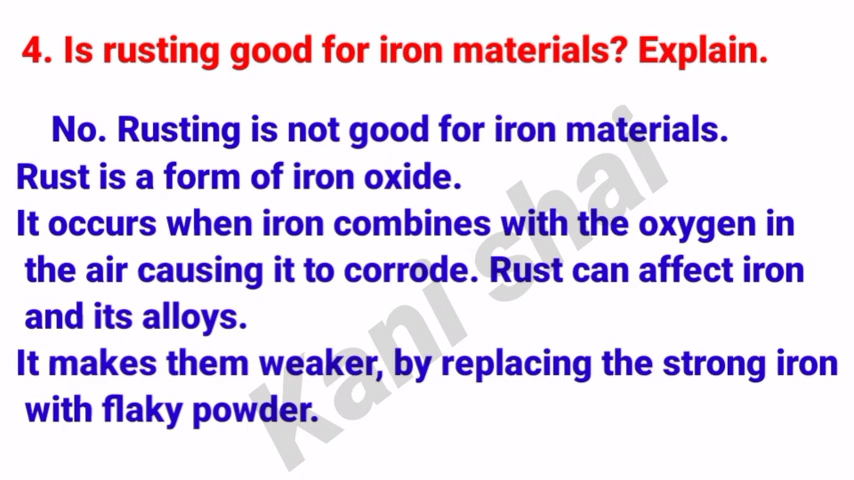 4. Is rusting good for iron materials? Explain.
No. Rusting is not good for iron materials.
Rust is a form of iron oxide.
It occurs when iron combines with the oxygen in
the air causing it to corrode. Rust can affect iron
and its alloys.
It makes them weaker, by replacing the strong iron
with flaky powder.
Kani shai